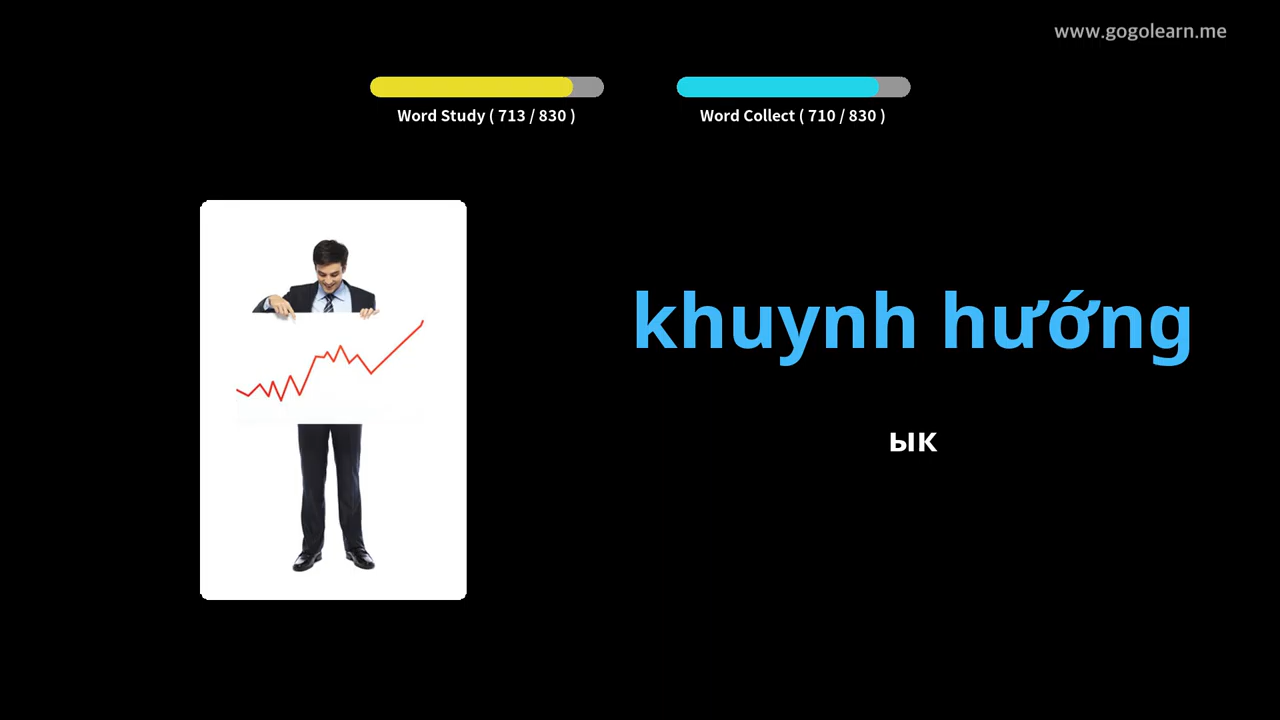 www.gogolearn.me
Word Study ( 713 / 830 )
Word Collect ( 710 / 830 )
khuynh hướng
ык